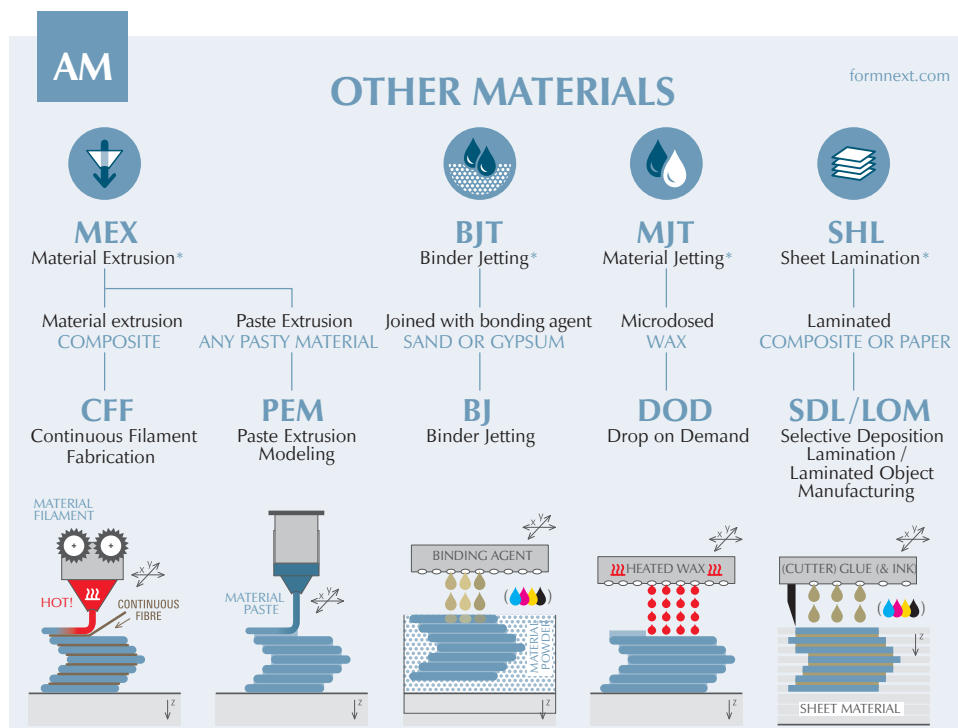 AM
OTHER MATERIALS
formnext.com
MEX
Material Extrusion*
BJT
Binder Jetting*
MJT
Material Jetting*
SHL
Sheet Lamination*
Material extrusion
COMPOSITE
Paste Extrusion
ANY PASTY MATERIAL
Joined with bonding agent
SAND OR GYPSUM
Microdosed
WAX
Laminated
COMPOSITE OR PAPER
CFF
Continuous Filament
Fabrication
PEM
Paste Extrusion
Modeling
BJ
Binder Jetting
DOD
Drop on Demand
SDL/LOM
Selective Deposition
Lamination /
Laminated Object
Manufacturing
MATERIAL
FILAMENT
+ +
x y
HOT!
CONTINUOUS
FIBRE
z
MATERIAL
PASTE
x y
z
x y
BINDING AGENT
( )
MATERIAL
POWDER
z
x y
HEATED WAX
z
x y
(CUTTER) GLUE (& INK)
( )
z
SHEET MATERIAL